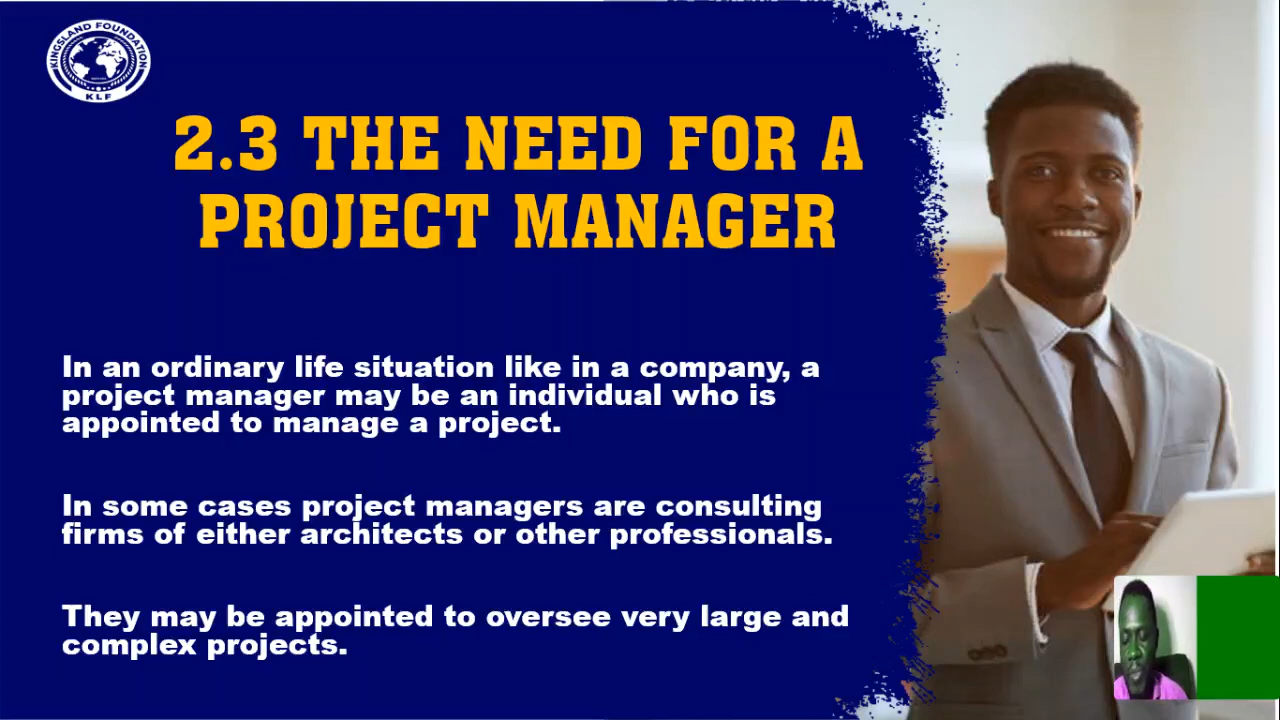 KINGSLAND FOUNDATION
KLF
2.3 THE NEED FOR A
PROJECT MANAGER
In an ordinary life situation like in a company, a
project manager may be an individual who is
appointed to manage a project.
In some cases project managers are consulting
firms of either architects or other professionals.
They may be appointed to oversee very large and
complex projects.